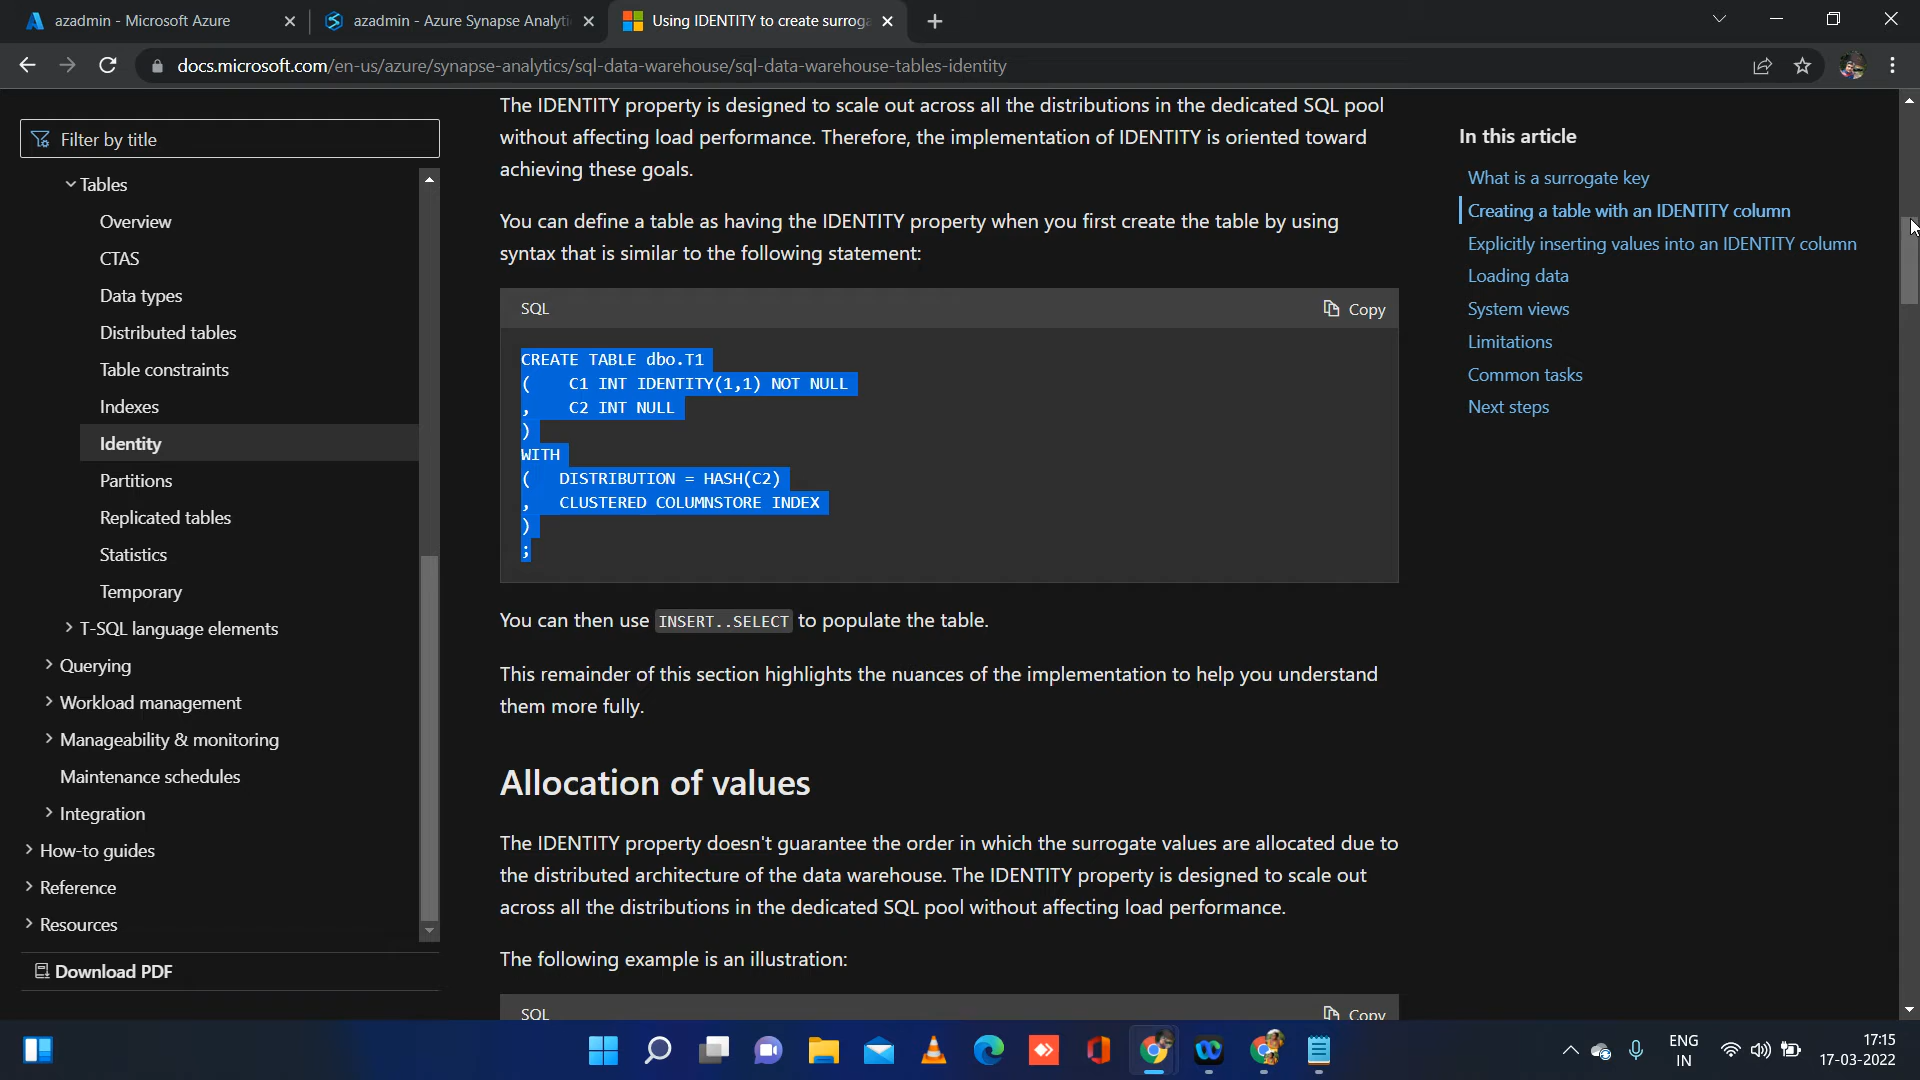 azadmin - Microsoft Azure
azadmin - Azure Synapse Analyti
Using IDENTITY to create surroga
docs.microsoft.com/en-us/azure/synapse-analytics/sql-data-warehouse/sql-data-warehouse-tables-identity
Filter by title
Tables
Overview
CTAS
Data types
Distributed tables
Table constraints
Indexes
Identity
Partitions
Replicated tables
Statistics
Temporary
T-SQL language elements
Querying
Workload management
Manageability & monitoring
Maintenance schedules
Integration
How-to guides
Reference
Resources
Download PDF
The IDENTITY property is designed to scale out across all the distributions in the dedicated SQL pool
without affecting load performance. Therefore, the implementation of IDENTITY is oriented toward
achieving these goals.
You can define a table as having the IDENTITY property when you first create the table by using
syntax that is similar to the following statement:
SQL
Copy
CREATE TABLE dbo.T1
(    C1 INT IDENTITY(1,1) NOT NULL
,    C2 INT NULL
)
WITH
(   DISTRIBUTION = HASH(C2)
,   CLUSTERED COLUMNSTORE INDEX
)
;
You can then use INSERT..SELECT to populate the table.
This remainder of this section highlights the nuances of the implementation to help you understand
them more fully.
Allocation of values
The IDENTITY property doesn't guarantee the order in which the surrogate values are allocated due to
the distributed architecture of the data warehouse. The IDENTITY property is designed to scale out
across all the distributions in the dedicated SQL pool without affecting load performance.
The following example is an illustration:
SQL
Copy
In this article
What is a surrogate key
Creating a table with an IDENTITY column
Explicitly inserting values into an IDENTITY column
Loading data
System views
Limitations
Common tasks
Next steps
ENG
IN
17:15
17-03-2022